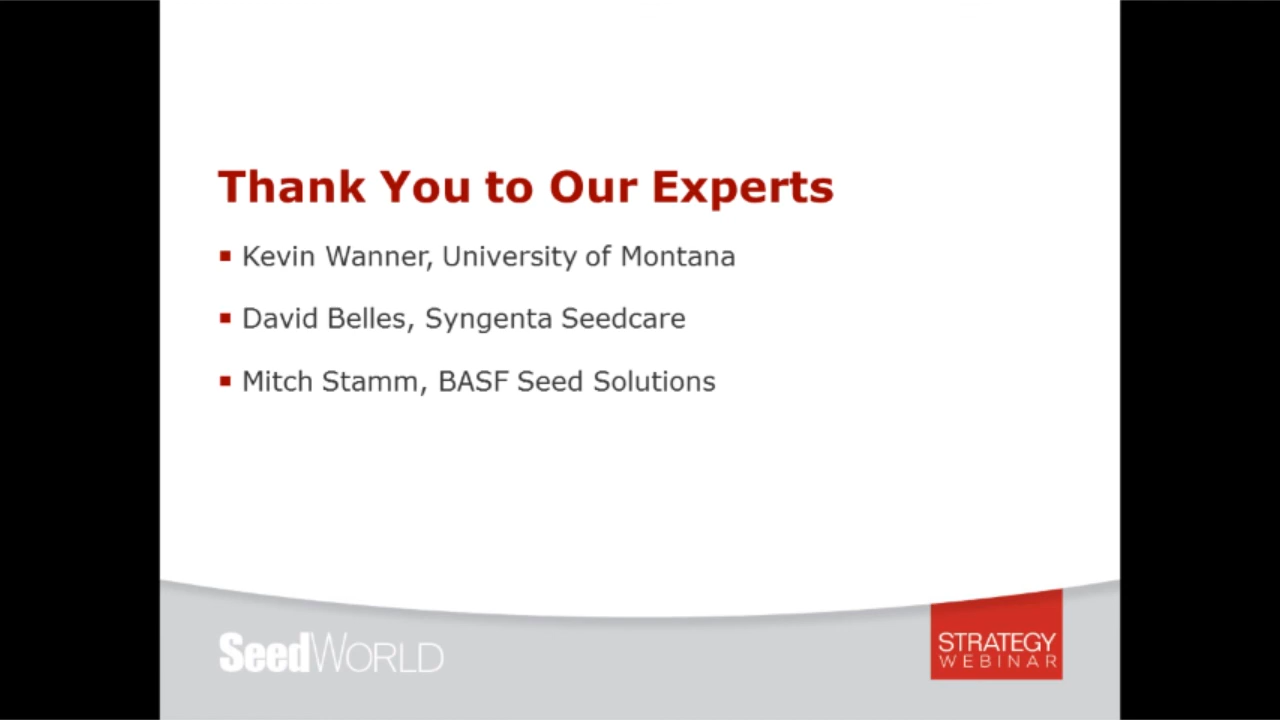 Thank You to Our Experts
Kevin Wanner, University of Montana
David Belles, Syngenta Seedcare
Mitch Stamm, BASF Seed Solutions
SeedWORLD
STRATEGY
WEBINAR